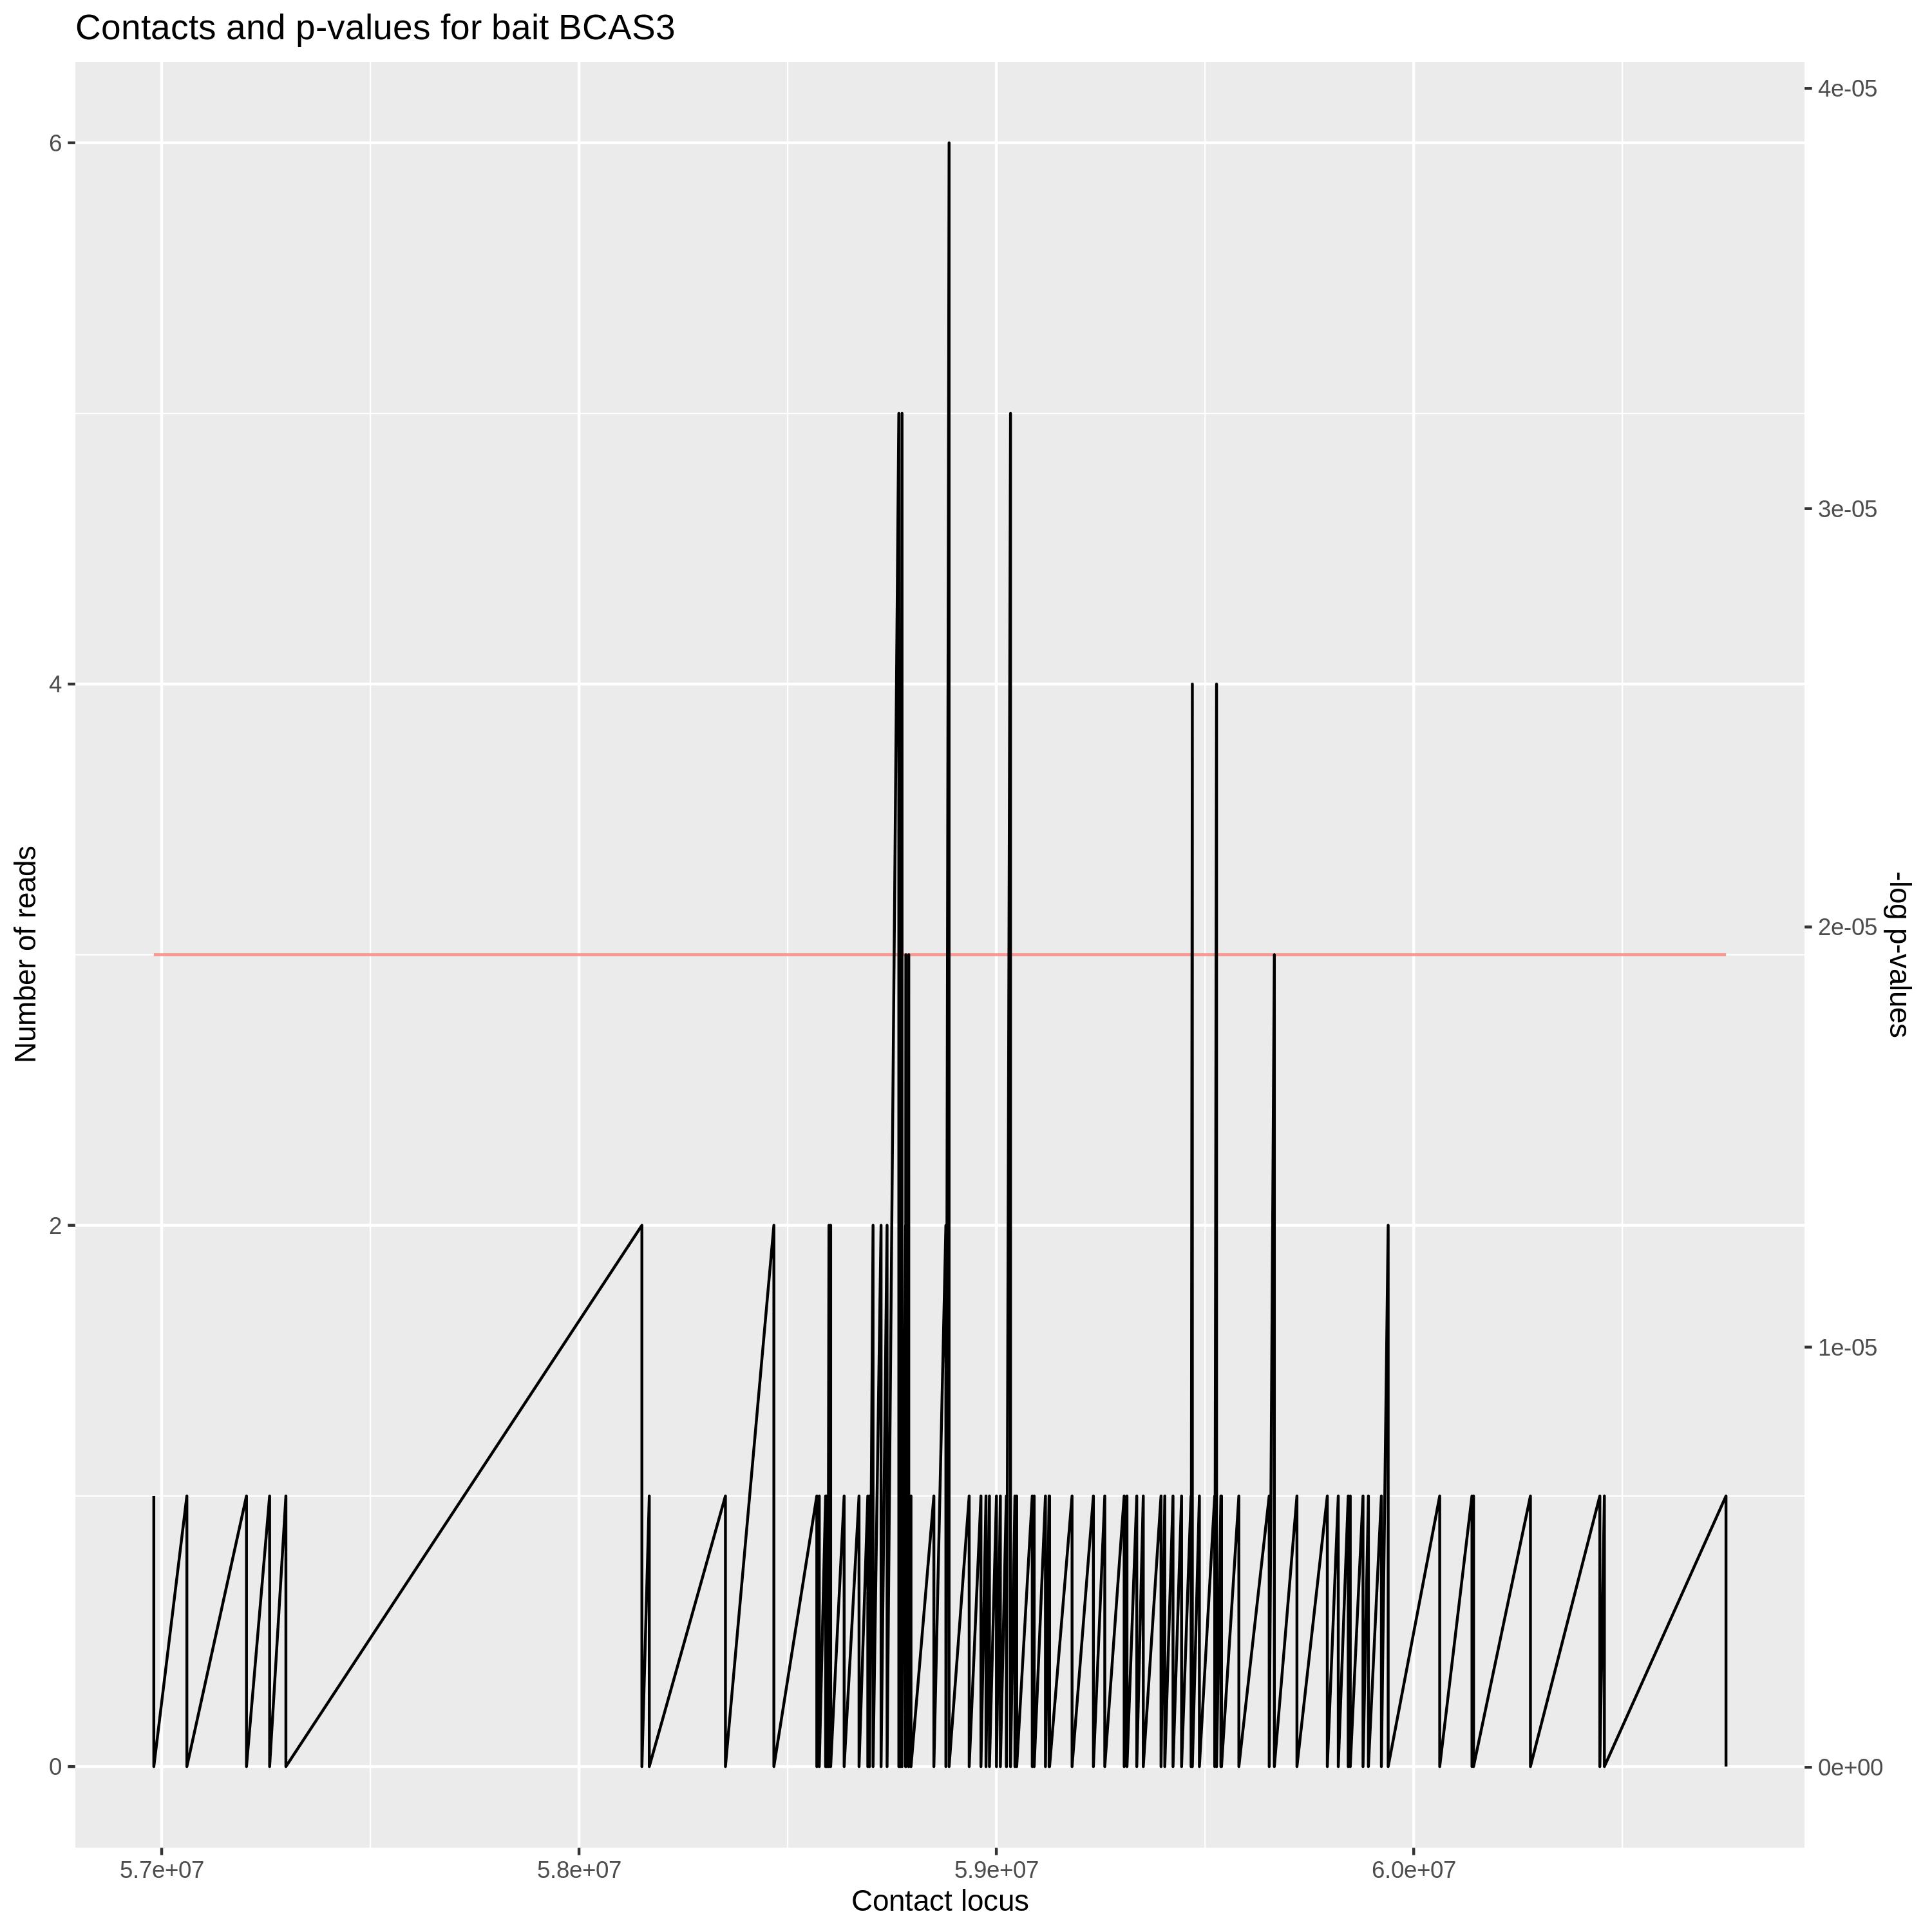 Contacts and p-values for bait BCAS3
Number of reads
6
4
2
0
4e-05
3e-05
2e-05
1e-05
0e+00
-log p-values
5.7e+07 5.8e+07 5.9e+07 6.0e+07
Contact locus